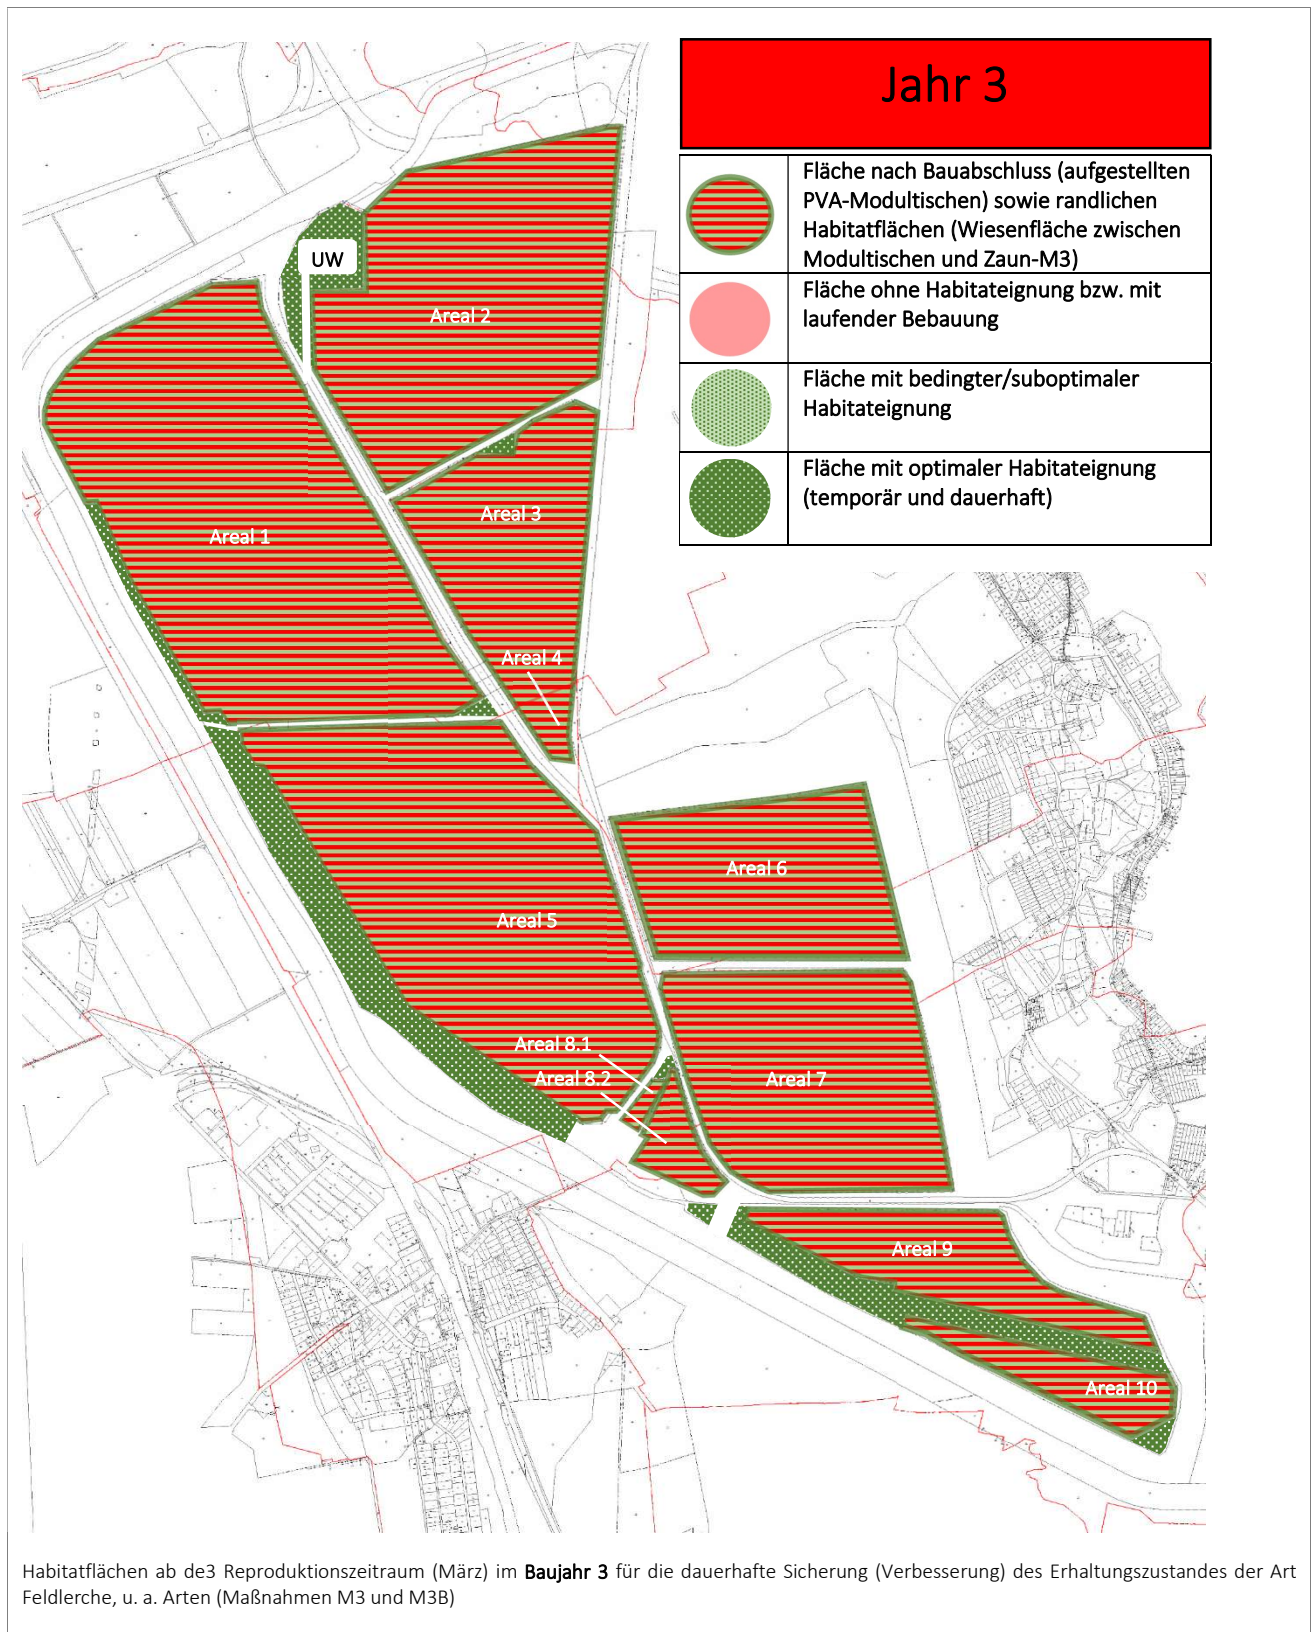 Jahr 3
Fläche nach Bauabschluss (aufgestellten
PVA-Modultischen) sowie randlichen
Habitatflächen (Wiesenfläche zwischen
Modultischen und Zaun-M3)
Fläche ohne Habitateignung bzw. mit
laufender Bebauung
Fläche mit bedingter/suboptimaler
Habitateignung
Fläche mit optimaler Habitateignung
(temporär und dauerhaft)
UW
Areal 2
Areal 3
Areal 1
Areal 4
Areal 6
Areal 5
Areal 8.1
Areal 8.2
Areal 7
Areal 9
Areal 10
Habitatflächen ab de3 Reproduktionszeitraum (März) im Baujahr 3 für die dauerhafte Sicherung (Verbesserung) des Erhaltungszustandes der Art
Feldlerche, u. a. Arten (Maßnahmen M3 und M3B)